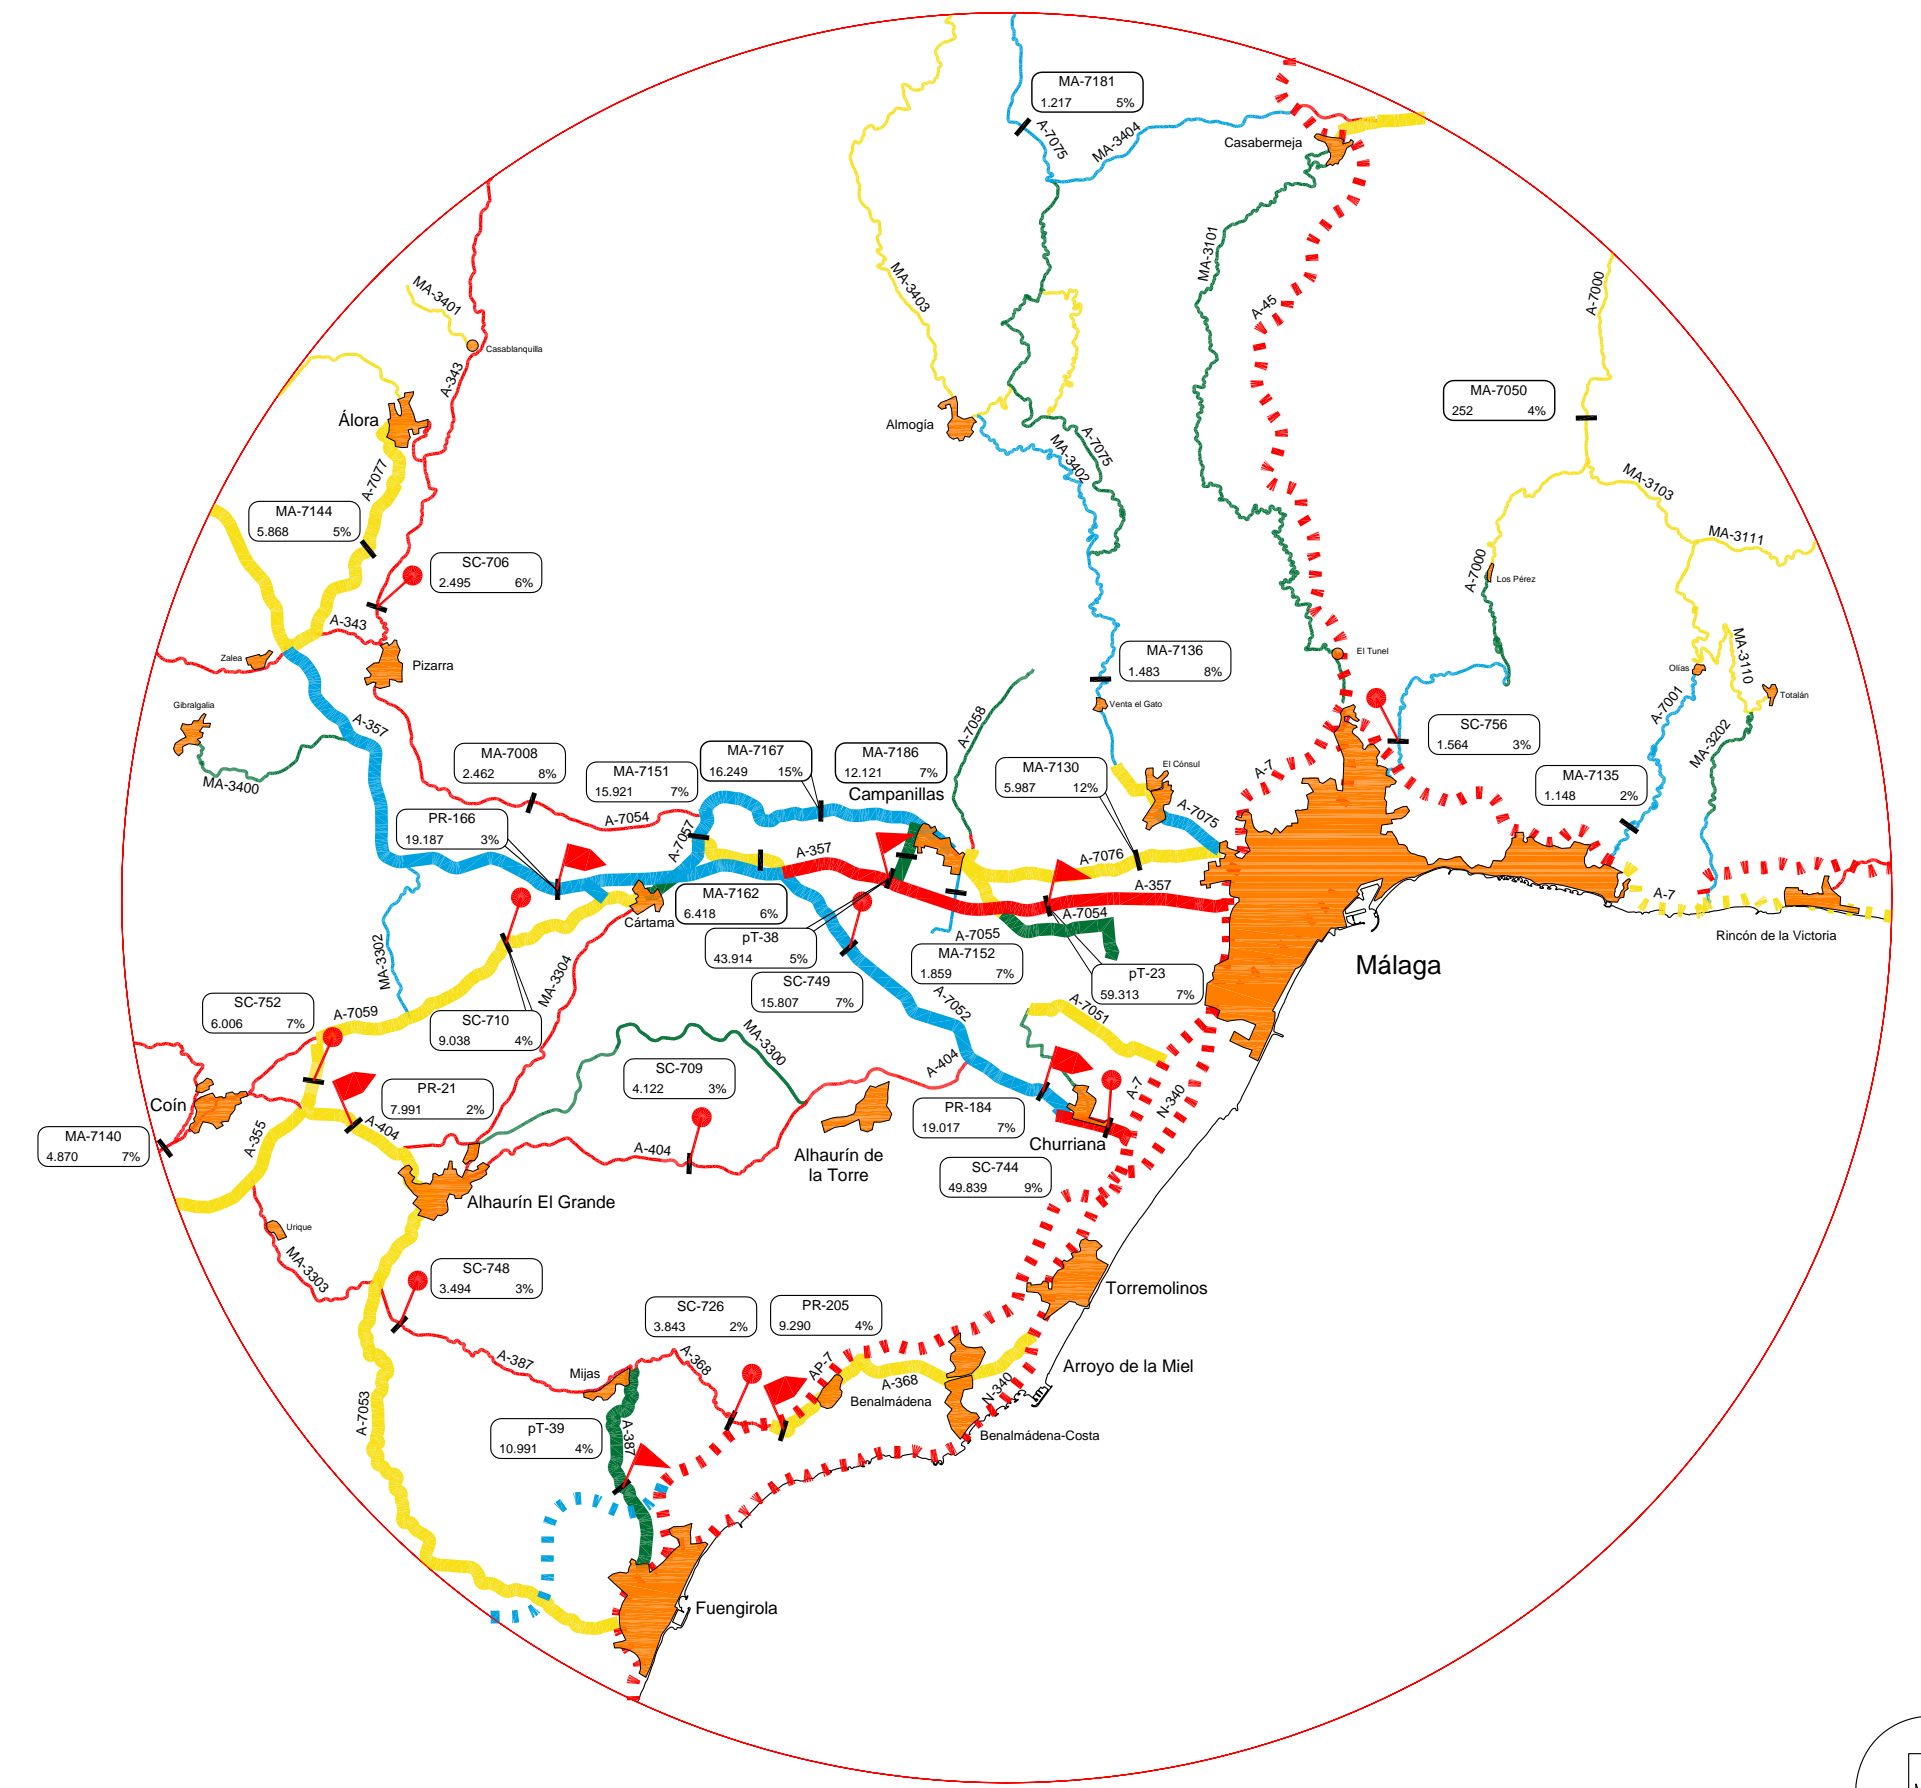 MA-7181
1.217 5%
A-7075
MA-3404
Casabermeja
MA-3101
A-45
A-7000
MA-3403
MA-3401
Casablanquilla
A-343
Álora
A-7077
MA-7144
5.868 5%
SC-706
2.495 6%
A-343
Zalea
Pizarra
Gibralgalia
MA-3400
A-357
Almogía
MA-3402
A-7075
MA-7050
252 4%
MA-3103
MA-3111
A-7000
Los Pérez
El Tunel
MA-7136
1.483 8%
Venta el Gato
Olías
MA-3110
Totalán
A-7001
MA-3202
SC-756
1.564 3%
MA-7135
1.148 2%
A-7
MA-7008
2.462 8%
MA-7151
15.921 7%
MA-7167
16.249 15%
MA-7186
12.121 7%
Campanillas
A-7058
MA-7130
5.987 12%
El Cónsul
A-7075
PR-166
19.187 3%
A-7054
A-7057
A-357
A-7076
A-357
A-7
Rincón de la Victoria
Málaga
Cártama
MA-7162
6.418 6%
pT-38
43.914 5%
SC-749
15.807 7%
A-7055
A-7054
MA-7152
1.859 7%
pT-23
59.313 7%
MA-3302
MA-3304
SC-752
6.006 7%
A-7059
SC-710
9.038 4%
A-7052
A-7051
MA-3300
SC-709
4.122 3%
A-404
A-7
N-340
Coín
PR-21
7.991 2%
A-355
A-404
MA-7140
4.870 7%
A-404
Alhaurín de
la Torre
PR-184
19.017 7%
Churriana
SC-744
49.839 9%
Alhaurín El Grande
Urique
MA-3303
SC-748
3.494 3%
Torremolinos
SC-726
3.843 2%
PR-205
9.290 4%
A-387
Mijas
A-368
AP-7
A-368
Arroyo de la Miel
N-340
Benalmádena
Benalmádena-Costa
A-7053
pT-39
10.991 4%
A-387
Fuengirola